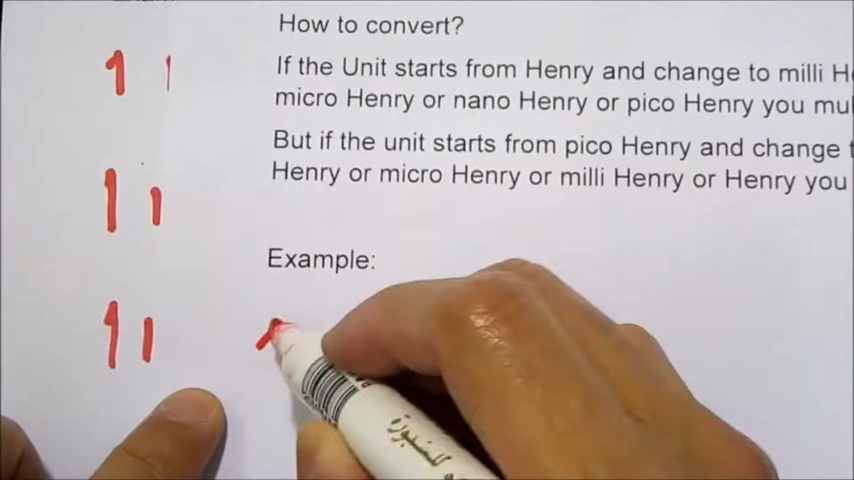 How to convert?
If the Unit starts from Henry and change to milli
micro Henry or nano Henry or pico Henry you
But if the unit starts from pico Henry and change
Henry or micro Henry or milli Henry or Henry you
Example:
للسبورة